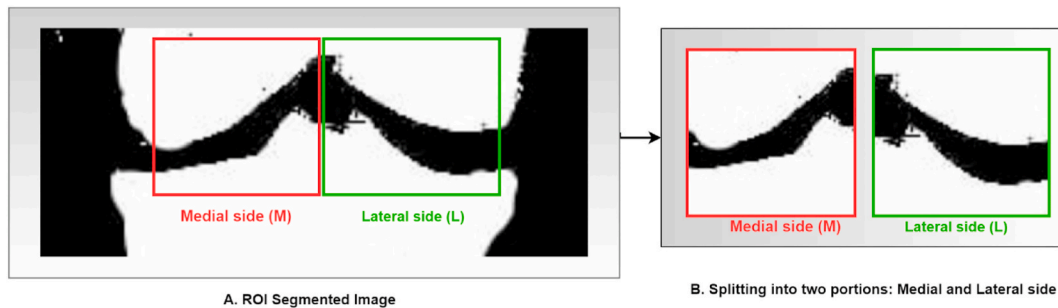 Medial side (M)
Lateral side (L)
A. ROI Segmented Image
Medial side (M)
Lateral side (L)
B. Splitting into two portions: Medial and Lateral side